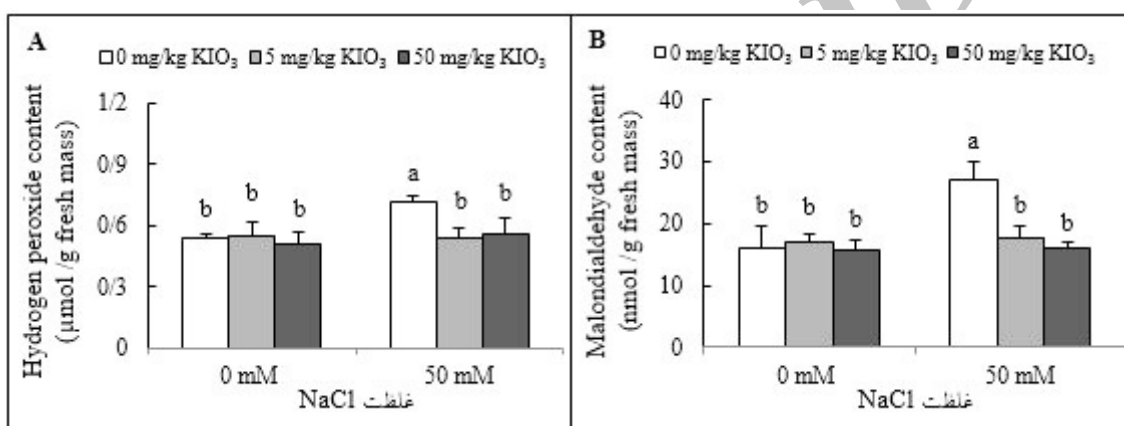 A
0 mg/kg KIO₃ 5 mg/kg KIO₃ 50 mg/kg KIO₃
Hydrogen peroxide content
(µmol /g fresh mass)
1/2
0/9
0/6
0/3
0
b
b
b
a
b
b
0 mM
50 mM
غلظت NaCl
B
0 mg/kg KIO₃ 5 mg/kg KIO₃ 50 mg/kg KIO₃
Malondialdehyde content
(nmol /g fresh mass)
40
30
20
10
0
b
b
b
a
b
b
0 mM
50 mM
غلظت NaCl